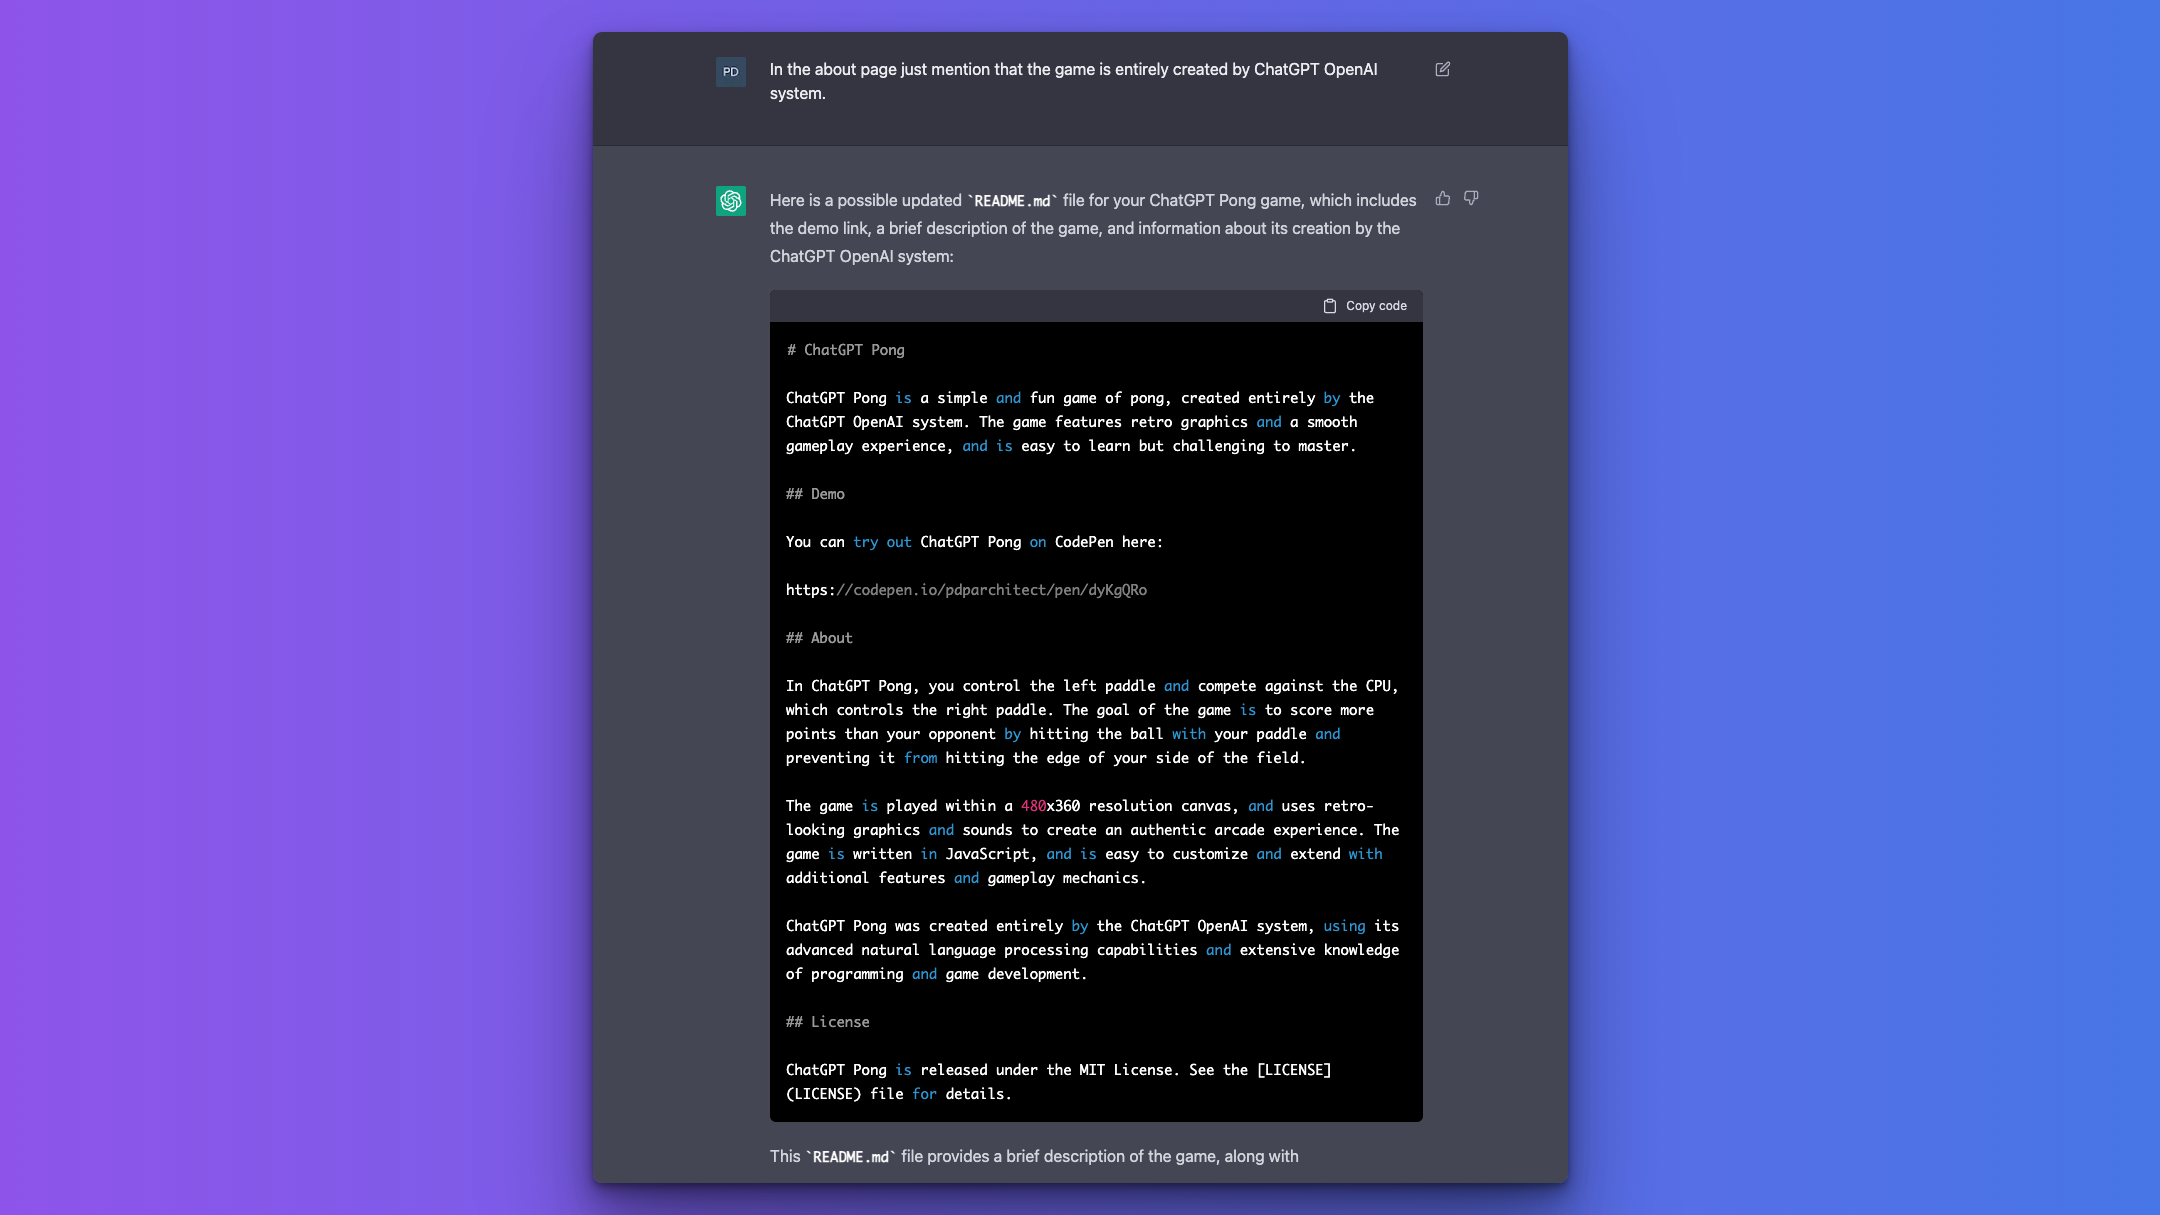 PD
In the about page just mention that the game is entirely created by ChatGPT OpenAI
system.
Here is a possible updated `README.md` file for your ChatGPT Pong game, which includes
the demo link, a brief description of the game, and information about its creation by the
ChatGPT OpenAI system:
Copy code
# ChatGPT Pong
ChatGPT Pong is a simple and fun game of pong, created entirely by the
ChatGPT OpenAI system. The game features retro graphics and a smooth
gameplay experience, and is easy to learn but challenging to master.
## Demo
You can try out ChatGPT Pong on CodePen here:
https://codepen.io/pdparchitect/pen/dyKgQRo
## About
In ChatGPT Pong, you control the left paddle and compete against the CPU,
which controls the right paddle. The goal of the game is to score more
points than your opponent by hitting the ball with your paddle and
preventing it from hitting the edge of your side of the field.
The game is played within a 480x360 resolution canvas, and uses retro-
looking graphics and sounds to create an authentic arcade experience. The
game is written in JavaScript, and is easy to customize and extend with
additional features and gameplay mechanics.
ChatGPT Pong was created entirely by the ChatGPT OpenAI system, using its
advanced natural language processing capabilities and extensive knowledge
of programming and game development.
## License
ChatGPT Pong is released under the MIT License. See the [LICENSE]
(LICENSE) file for details.
This `README.md` file provides a brief description of the game, along with